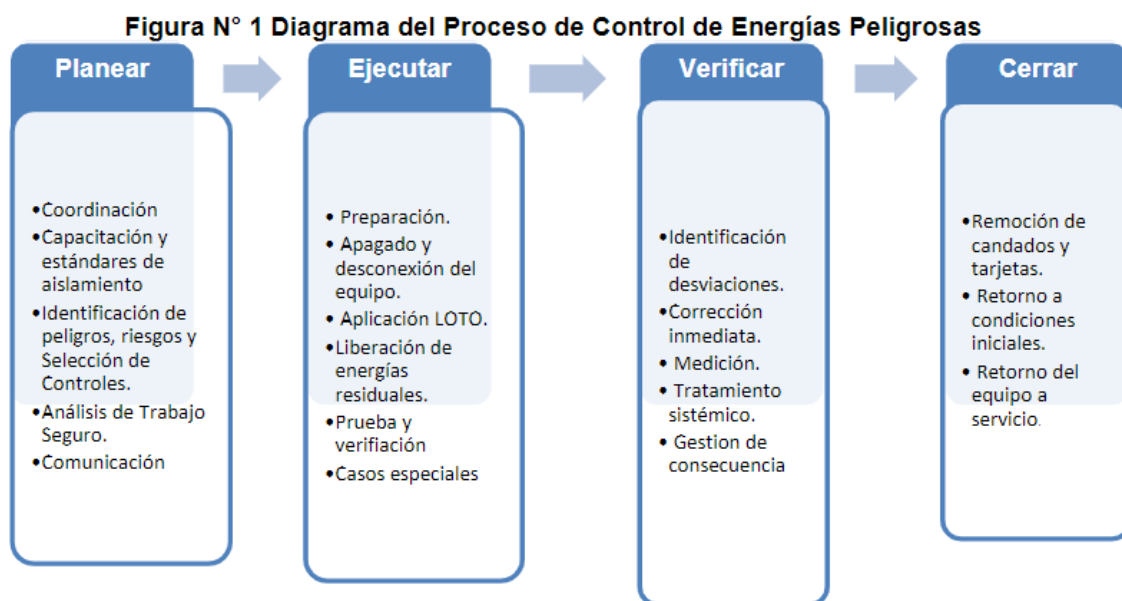 Figura N° 1 Diagrama del Proceso de Control de Energías Peligrosas
Planear
•Coordinación
•Capacitación y
estándares de
aislamiento
•Identificación de
peligros, riesgos y
Selección de
Controles.
•Análisis de Trabajo
Seguro.
•Comunicación
Ejecutar
• Preparación.
• Apagado y
desconexión del
equipo.
• Aplicación LOTO.
•Liberación de
energías
residuales.
•Prueba y
verifiación
•Casos especiales
Verificar
•Identificación
de
desviaciones.
•Corrección
inmediata.
• Medición.
• Tratamiento
sistémico.
• Gestion de
consecuencia
Cerrar
•Remoción de
candados y
tarjetas.
• Retorno a
condiciones
iniciales.
• Retorno del
equipo a
servicio.